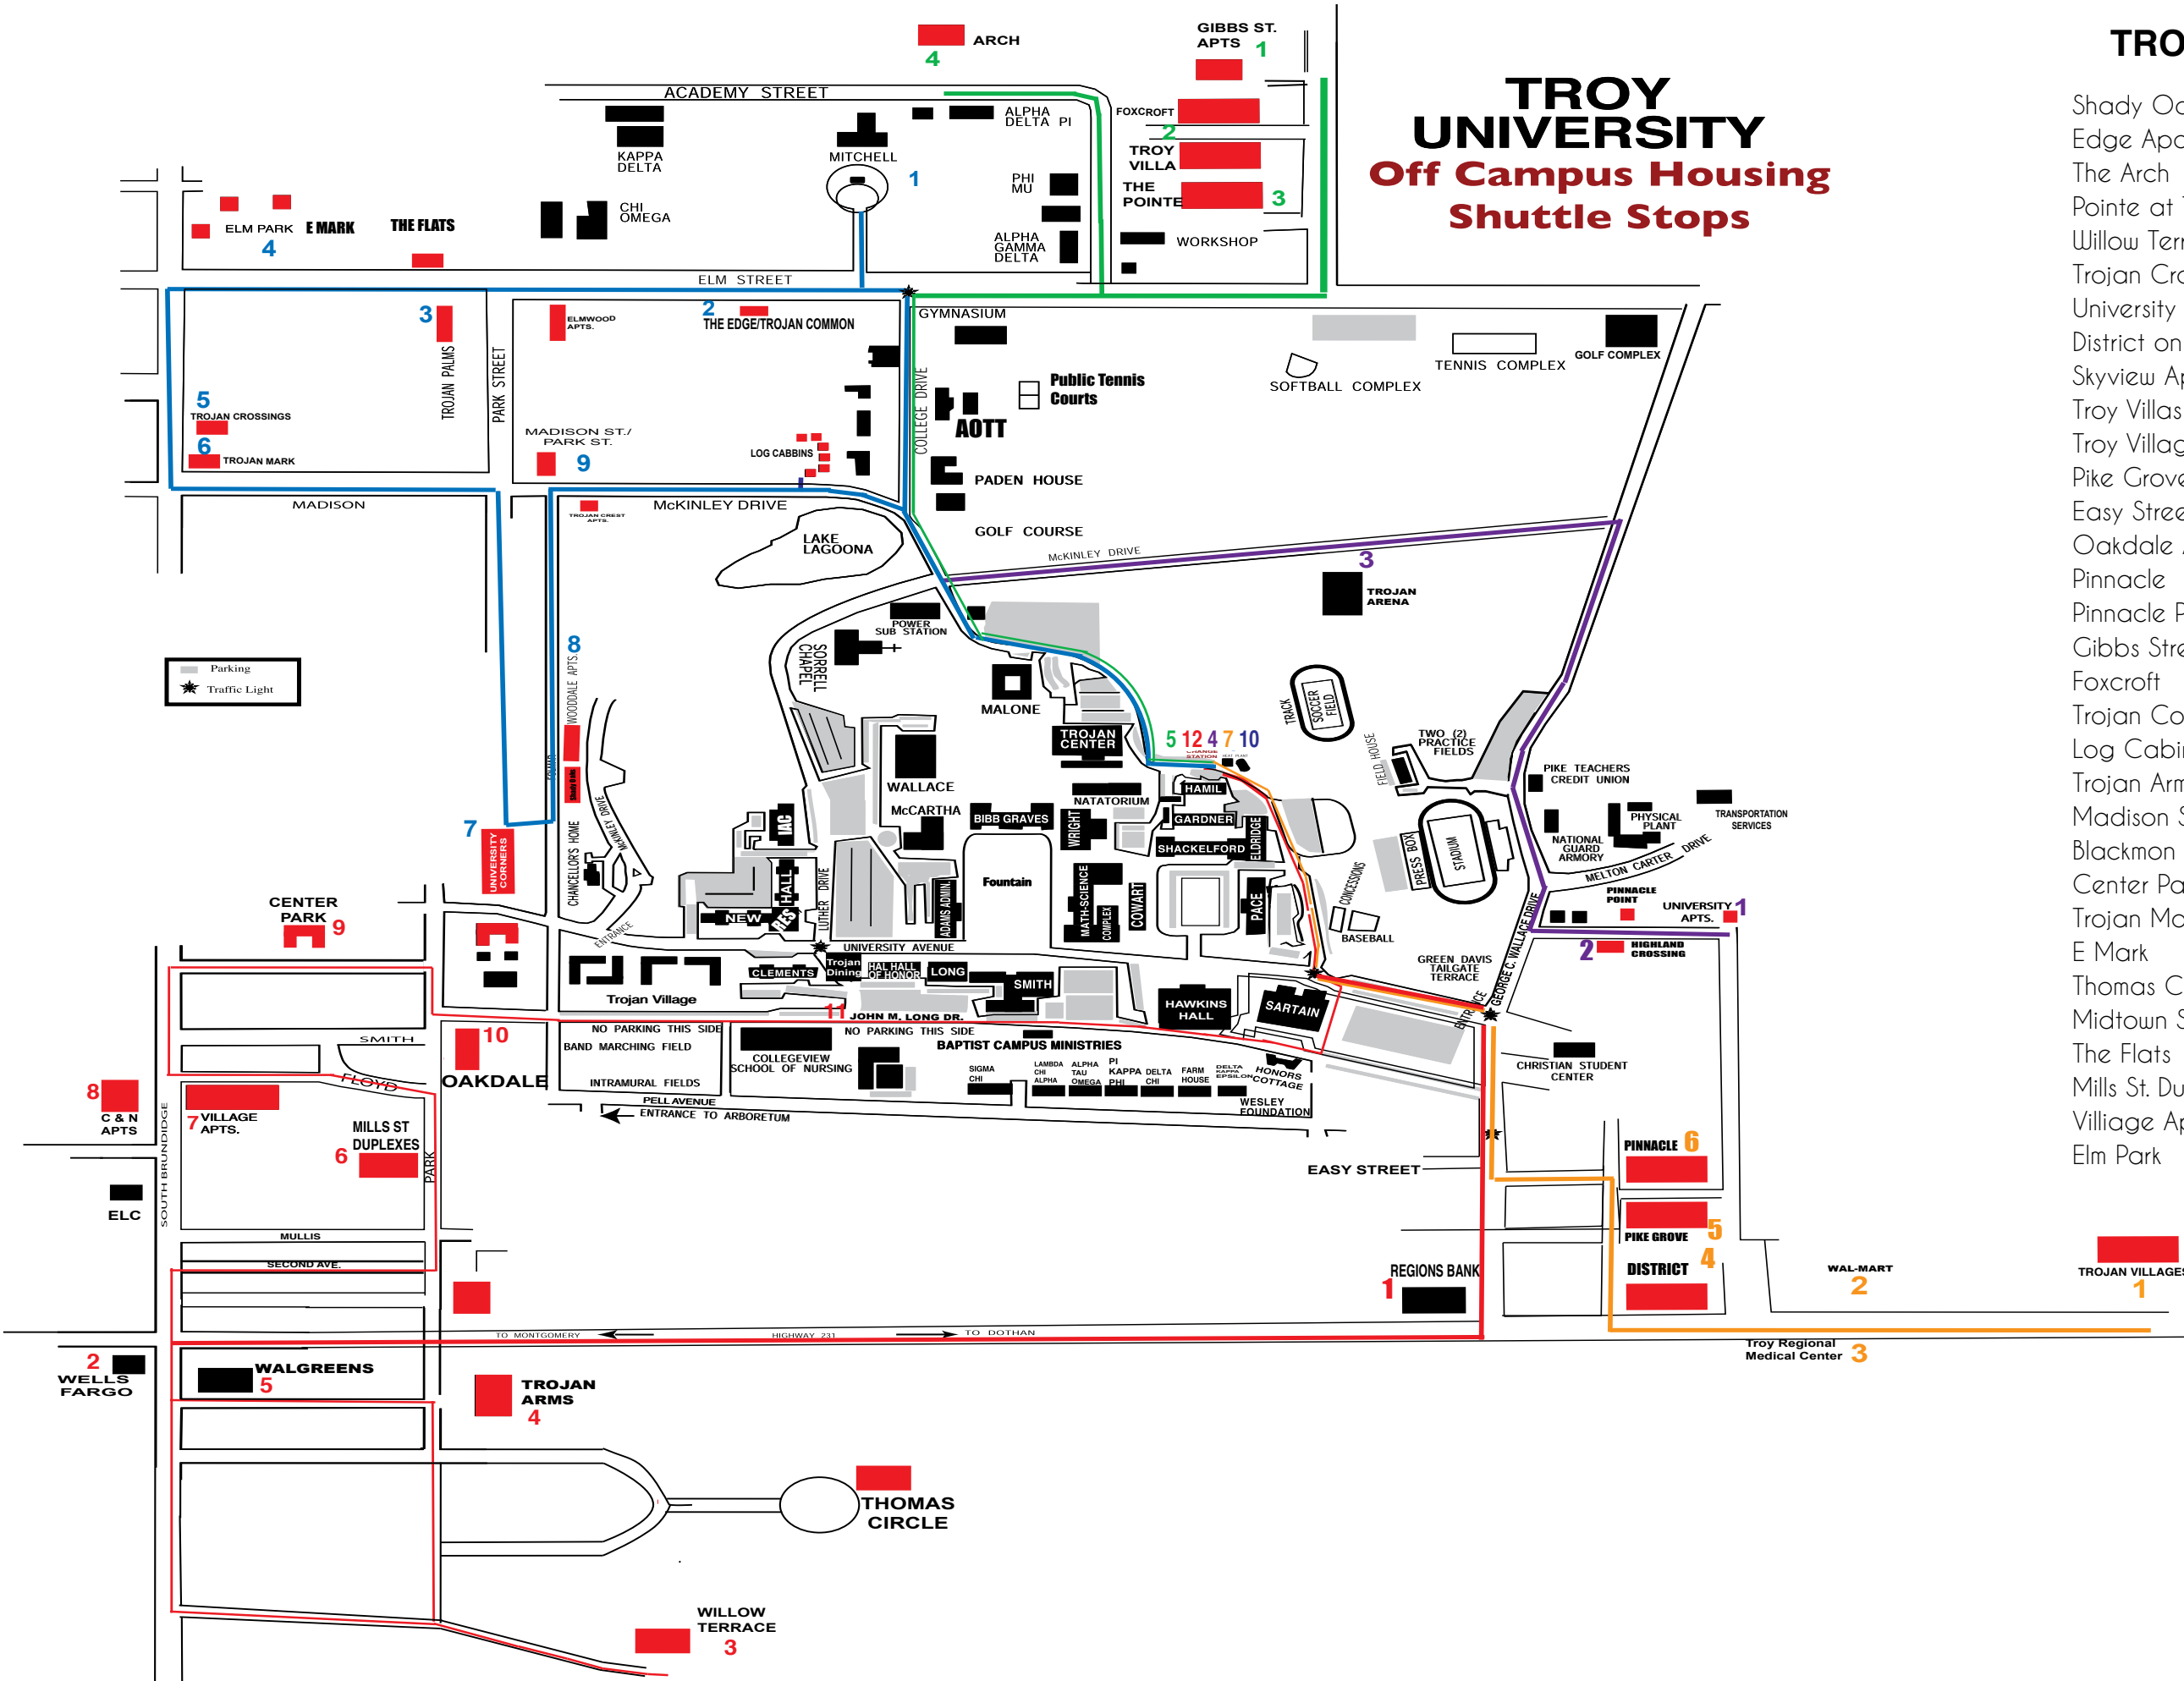 TROY
UNIVERSITY
Off Campus Housing
Shuttle Stops
TRO
Shady Oa
Edge Apa
The Arch
Pointe at T
Willow Terr
Trojan Cro
University
District on
Skyview Ap
Troy Villas
Troy Villag
Pike Grove
Easy Stree
Oakdale A
Pinnacle
Pinnacle P
Gibbs Stre
Foxcroft
Trojan Co
Log Cabin
Trojan Arm
Madison S
Blackmon
Center Pa
Trojan Ma
E Mark
Thomas C
Midtown S
The Flats
Mills St. Du
Villiage Ap
Elm Park
ARCH
4
GIBBS ST.
APTS 1
ACADEMY STREET
ALPHA
DELTA PI
FOXCROFT
2
KAPPA
DELTA
MITCHELL
1
TROY
VILLA
PHI
MU
THE
POINTE
3
CHI
OMEGA
ELM PARK
4
E MARK
THE FLATS
ALPHA
GAMMA
DELTA
WORKSHOP
ELM STREET
3
TROJAN PALMS
PARK STREET
ELMWOOD
APTS.
2
THE EDGE/TROJAN COMMON
GYMNASIUM
COLLEGE DRIVE
Public Tennis
Courts
SOFTBALL COMPLEX
TENNIS COMPLEX
GOLF COMPLEX
5
TROJAN CROSSINGS
6
TROJAN MARK
MADISON ST./
PARK ST.
9
LOG CABBINS
AOTT
PADEN HOUSE
MADISON
TROJAN CREST
APTS.
McKINLEY DRIVE
LAKE
LAGOONA
GOLF COURSE
McKINLEY DRIVE
3
TROJAN
ARENA
POWER
SUB STATION
SORRELL
CHAPEL
Parking
Traffic Light
8
WOODDALE APTS.
Shady Oaks
MALONE
TRACK
SOCCER
FIELD
TROJAN
CENTER
5 12 4 7 10
CHANGE
STATION
FIELD HOUSE
TWO (2)
PRACTICE
FIELDS
WALLACE
McCARTHA
NATATORIUM
HAMIL
PIKE TEACHERS
CREDIT UNION
7
UNIVERSITY
CORNERS
CHANCELLOR'S HOME
McKINLEY DRIVE
IAC
BIBB GRAVES
WRIGHT
GARDNER
SHACKELFORD
ELDRIDGE
PRESS BOX
STADIUM
NATIONAL
GUARD
ARMORY
PHYSICAL
PLANT
TRANSPORTATION
SERVICES
MELTON CARTER DRIVE
CENTER
PARK 9
ENTRANCE
NEW
RES
HALL
LUTHER DRIVE
ADAMS ADMIN.
Fountain
MATH-SCIENCE
COMPLEX
COWART
PACE
CONCESSIONS
BASEBALL
GEORGE C. WALLACE DRIVE
PINNACLE
POINT
UNIVERSITY
APTS.
1
2
HIGHLAND
CROSSING
UNIVERSITY AVENUE
CLEMENTS
Trojan
Dining
HAL HALL
OF HONOR
LONG
SMITH
Trojan Village
11
JOHN M. LONG DR.
HAWKINS
HALL
SARTAIN
GREEN DAVIS
TAILGATE
TERRACE
ENTRANCE
SMITH
FLOYD
10
OAKDALE
NO PARKING THIS SIDE
BAND MARCHING FIELD
INTRAMURAL FIELDS
COLLEGEVIEW
SCHOOL OF NURSING
NO PARKING THIS SIDE
BAPTIST CAMPUS MINISTRIES
SIGMA
CHI
LAMBDA
CHI
ALPHA
ALPHA
TAU
OMEGA
PI
KAPPA
PHI
DELTA
CHI
FARM
HOUSE
DELTA
KAPPA
EPSILON
HONORS
COTTAGE
WESLEY
FOUNDATION
CHRISTIAN STUDENT
CENTER
PELL AVENUE
ENTRANCE TO ARBORETUM
8
C & N
APTS
SOUTH BRUNDIDGE
7 VILLAGE
APTS.
MILLS ST
DUPLEXES
6
PARK
ELC
EASY STREET
PINNACLE 6
PIKE GROVE
5
4
DISTRICT
MULLIS
SECOND AVE.
REGIONS BANK
1
WAL-MART
2
TROJAN VILLAGES
1
TO MONTGOMERY
HIGHWAY 231
TO DOTHAN
Troy Regional
Medical Center 3
2
WELLS
FARGO
WALGREENS
5
TROJAN
ARMS
4
THOMAS
CIRCLE
WILLOW
TERRACE
3